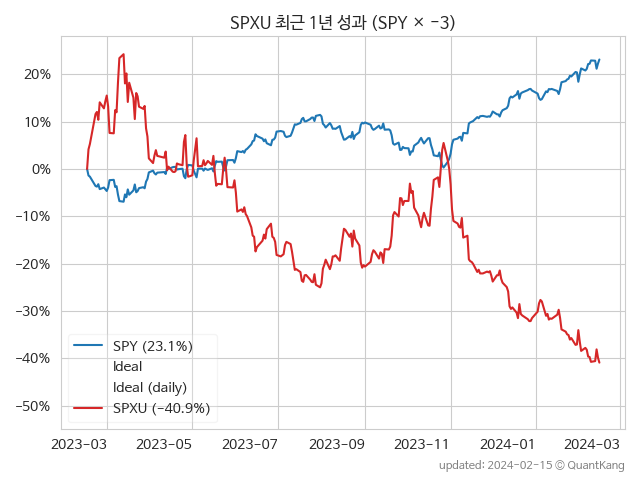 SPXU 최근 1년 성과 (SPY × -3)
20%
10%
0%
-10%
-20%
-30%
-40%
-50%
SPY (23.1%)
Ideal
Ideal (daily)
SPXU (-40.9%)
2023-03 2023-05 2023-07 2023-09 2023-11 2024-01 2024-03
updated: 2024-02-15 © QuantKang